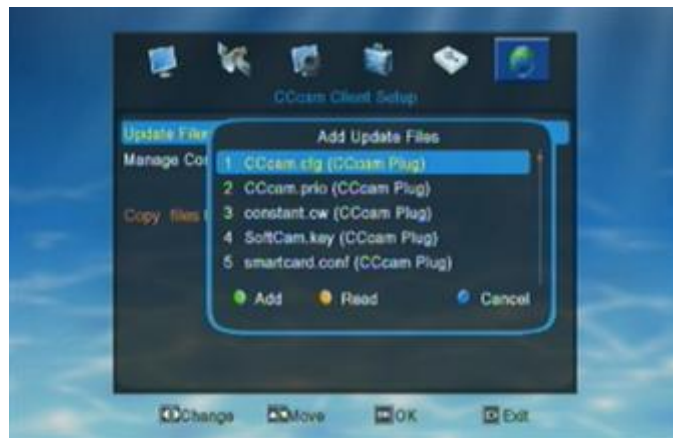 CCcam Client Setup
Update Files
Add Update Files
Manage Con
1 CCcam.cfg (CCcam Plug)
2 CCcam.prio (CCcam Plug)
Copy files
3 constant.cw (CCcam Plug)
4 SoftCam.key (CCcam Plug)
5 smartcard.conf (CCcam Plug)
Add Read Cancel
Change Move OK Exit